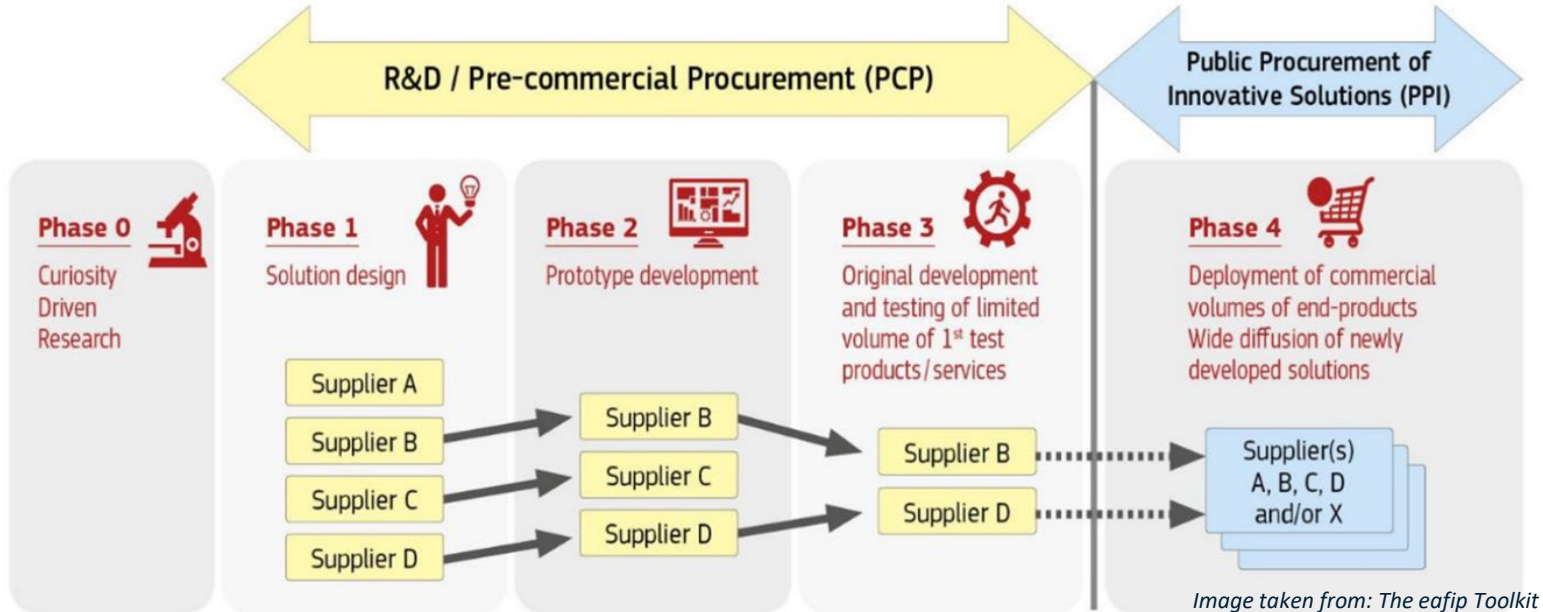 R&D / Pre-commercial Procurement (PCP)
Public Procurement of
Innovative Solutions (PPI)
Phase 0
Curiosity
Driven
Research
Phase 1
Solution design
Supplier A
Supplier B
Supplier C
Supplier D
Phase 2
Prototype development
Supplier B
Supplier C
Supplier D
Phase 3
Original development
and testing of limited
volume of 1st test
products/services
Supplier B
Supplier D
Phase 4
Deployment of commercial
volumes of end-products
Wide diffusion of newly
developed solutions
Supplier(s)
A, B, C, D
and/or X
Image taken from: The eafip Toolkit